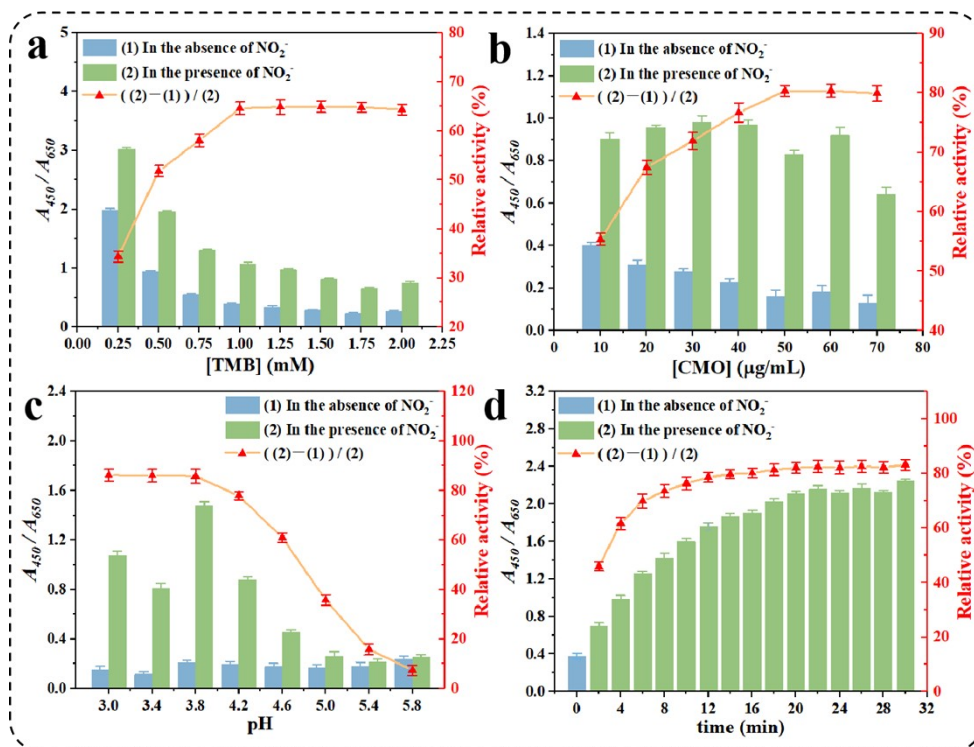 a
(1) In the absence of NO₂⁻
(2) In the presence of NO₂⁻
((2)－(1)) / (2)
A₄₅₀ / A₆₅₀
5
4
3
2
1
0
Relative activity (%)
80
70
60
50
40
30
20
0.00 0.25 0.50 0.75 1.00 1.25 1.50 1.75 2.00 2.25
[TMB] (mM)
b
(1) In the absence of NO₂⁻
(2) In the presence of NO₂⁻
((2)－(1)) / (2)
A₄₅₀ / A₆₅₀
1.4
1.2
1.0
0.8
0.6
0.4
0.2
0.0
Relative activity (%)
90
80
70
60
50
40
0 10 20 30 40 50 60 70 80
[CMO] (μg/mL)
c
(1) In the absence of NO₂⁻
(2) In the presence of NO₂⁻
((2)－(1)) / (2)
A₄₅₀ / A₆₅₀
2.4
2.0
1.6
1.2
0.8
0.4
0.0
Relative activity (%)
120
100
80
60
40
20
0
3.0 3.4 3.8 4.2 4.6 5.0 5.4 5.8
pH
d
(1) In the absence of NO₂⁻
(2) In the presence of NO₂⁻
((2)－(1)) / (2)
A₄₅₀ / A₆₅₀
3.2
2.8
2.4
2.0
1.6
1.2
0.8
0.4
0.0
Relative activity (%)
100
80
60
40
20
0
0 4 8 12 16 20 24 28 32
time (min)